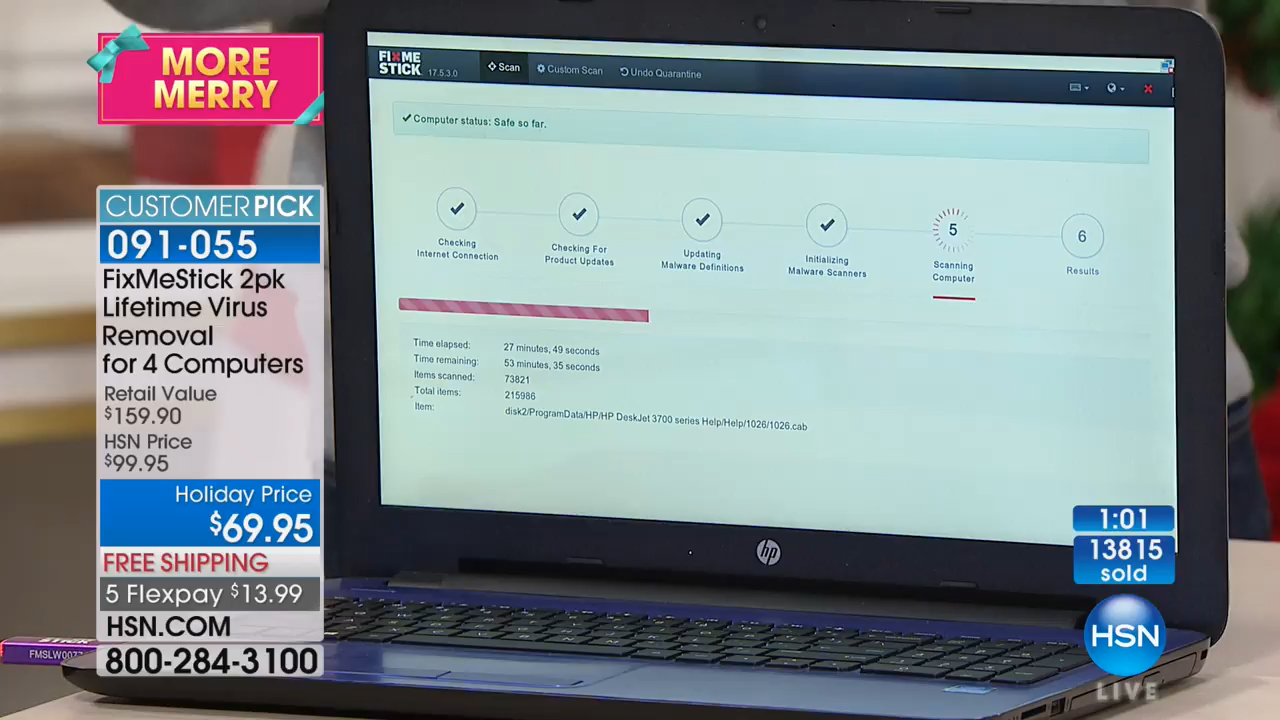 MORE
MERRY
CUSTOMER PICK
091-055
FixMeStick 2pk
Lifetime Virus
Removal
for 4 Computers
Retail Value
$159.90
HSN Price
$99.95
Holiday Price
$69.95
FREE SHIPPING
5 Flexpay $13.99
HSN.COM
800-284-3100
FIXME
STICK 17.5.3.0
Scan
Custom Scan
Undo Quarantine
Computer status: Safe so far.
Checking
Internet Connection
Checking For
Product Updates
Updating
Malware Definitions
Initializing
Malware Scanners
5
Scanning
Computer
6
Results
Time elapsed: 27 minutes, 49 seconds
Time remaining: 53 minutes, 35 seconds
Items scanned: 73821
Total items: 215986
Item: disk2/ProgramData/HP/HP DeskJet 3700 series Help/Help/1026/1026.cab
hp
1:01
13815
sold
HSN
LIVE
STICK